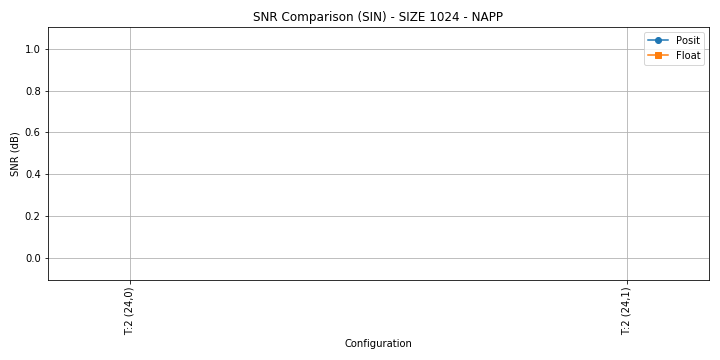 SNR Comparison (SIN) - SIZE 1024 - NAPP
Posit
Float
SNR (dB)
1.0
0.8
0.6
0.4
0.2
0.0
T:2 (24,0)
T:2 (24,1)
Configuration